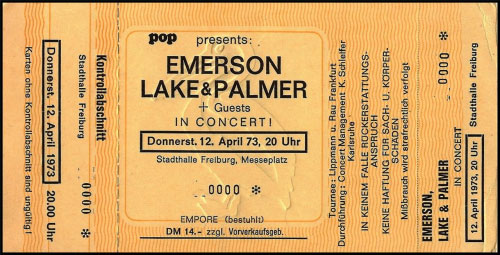 Kontrollabschnitt
Stadthalle Freiburg
..0000 *
Donnerst. 12. April 1973, 20.00 Uhr
Karten ohne Kontrollabschnitt sind ungültig!
pop presents:
EMERSON
LAKE & PALMER
+ Guests
IN CONCERT!
Donnerst. 12. April 73, 20 Uhr
Stadthalle Freiburg, Messeplatz
..0000 *
EMPORE (bestuhlt)
DM 14.- zzgl. Vorverkaufsgeb.
Tournee: Lippmann u. Rau Frankfurt
Durchführung: Concert Management K. Schleifer
Karlsruhe
IN KEINEM FALLE RÜCKERSTATTUNGS-
ANSPRUCH
KEINE HAFTUNG FÜR SACH- U. KÖRPER-
SCHÄDEN
Mißbrauch wird strafrechtlich verfolgt
..0000 *
EMERSON,
LAKE & PALMER
IN CONCERT
12. April 1973, 20 Uhr
Stadthalle Freiburg